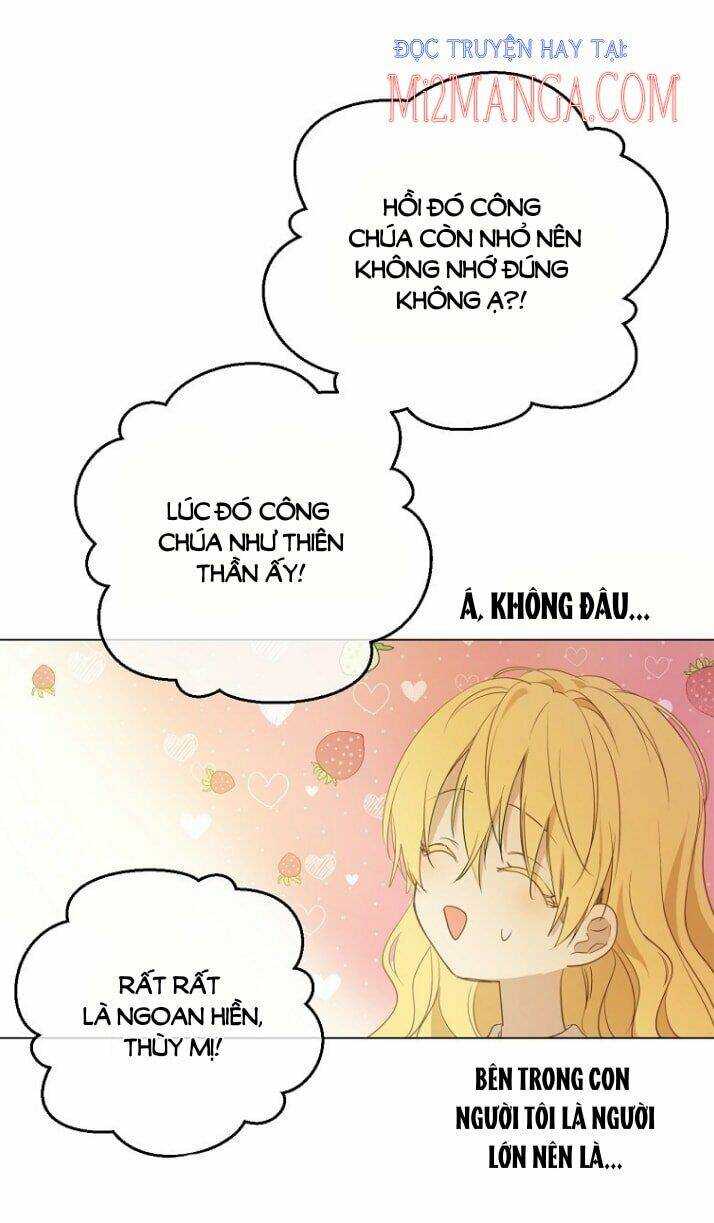 ĐỌC TRUYỆN HAY TẠI:
Mi2MANGA.COM
HỒI ĐÓ CÔNG
CHÚA CÒN NHỎ NÊN
KHÔNG NHỚ ĐÚNG
KHÔNG Ạ?!
LÚC ĐÓ CÔNG
CHÚA NHƯ THIÊN
THẦN ẤY!
Á, KHÔNG ĐÂU...
RẤT RẤT
LÀ NGOAN HIỀN,
THÙY MỊ!
BÊN TRONG CON
NGƯỜI TÔI LÀ NGƯỜI
LỚN NÊN LÀ...